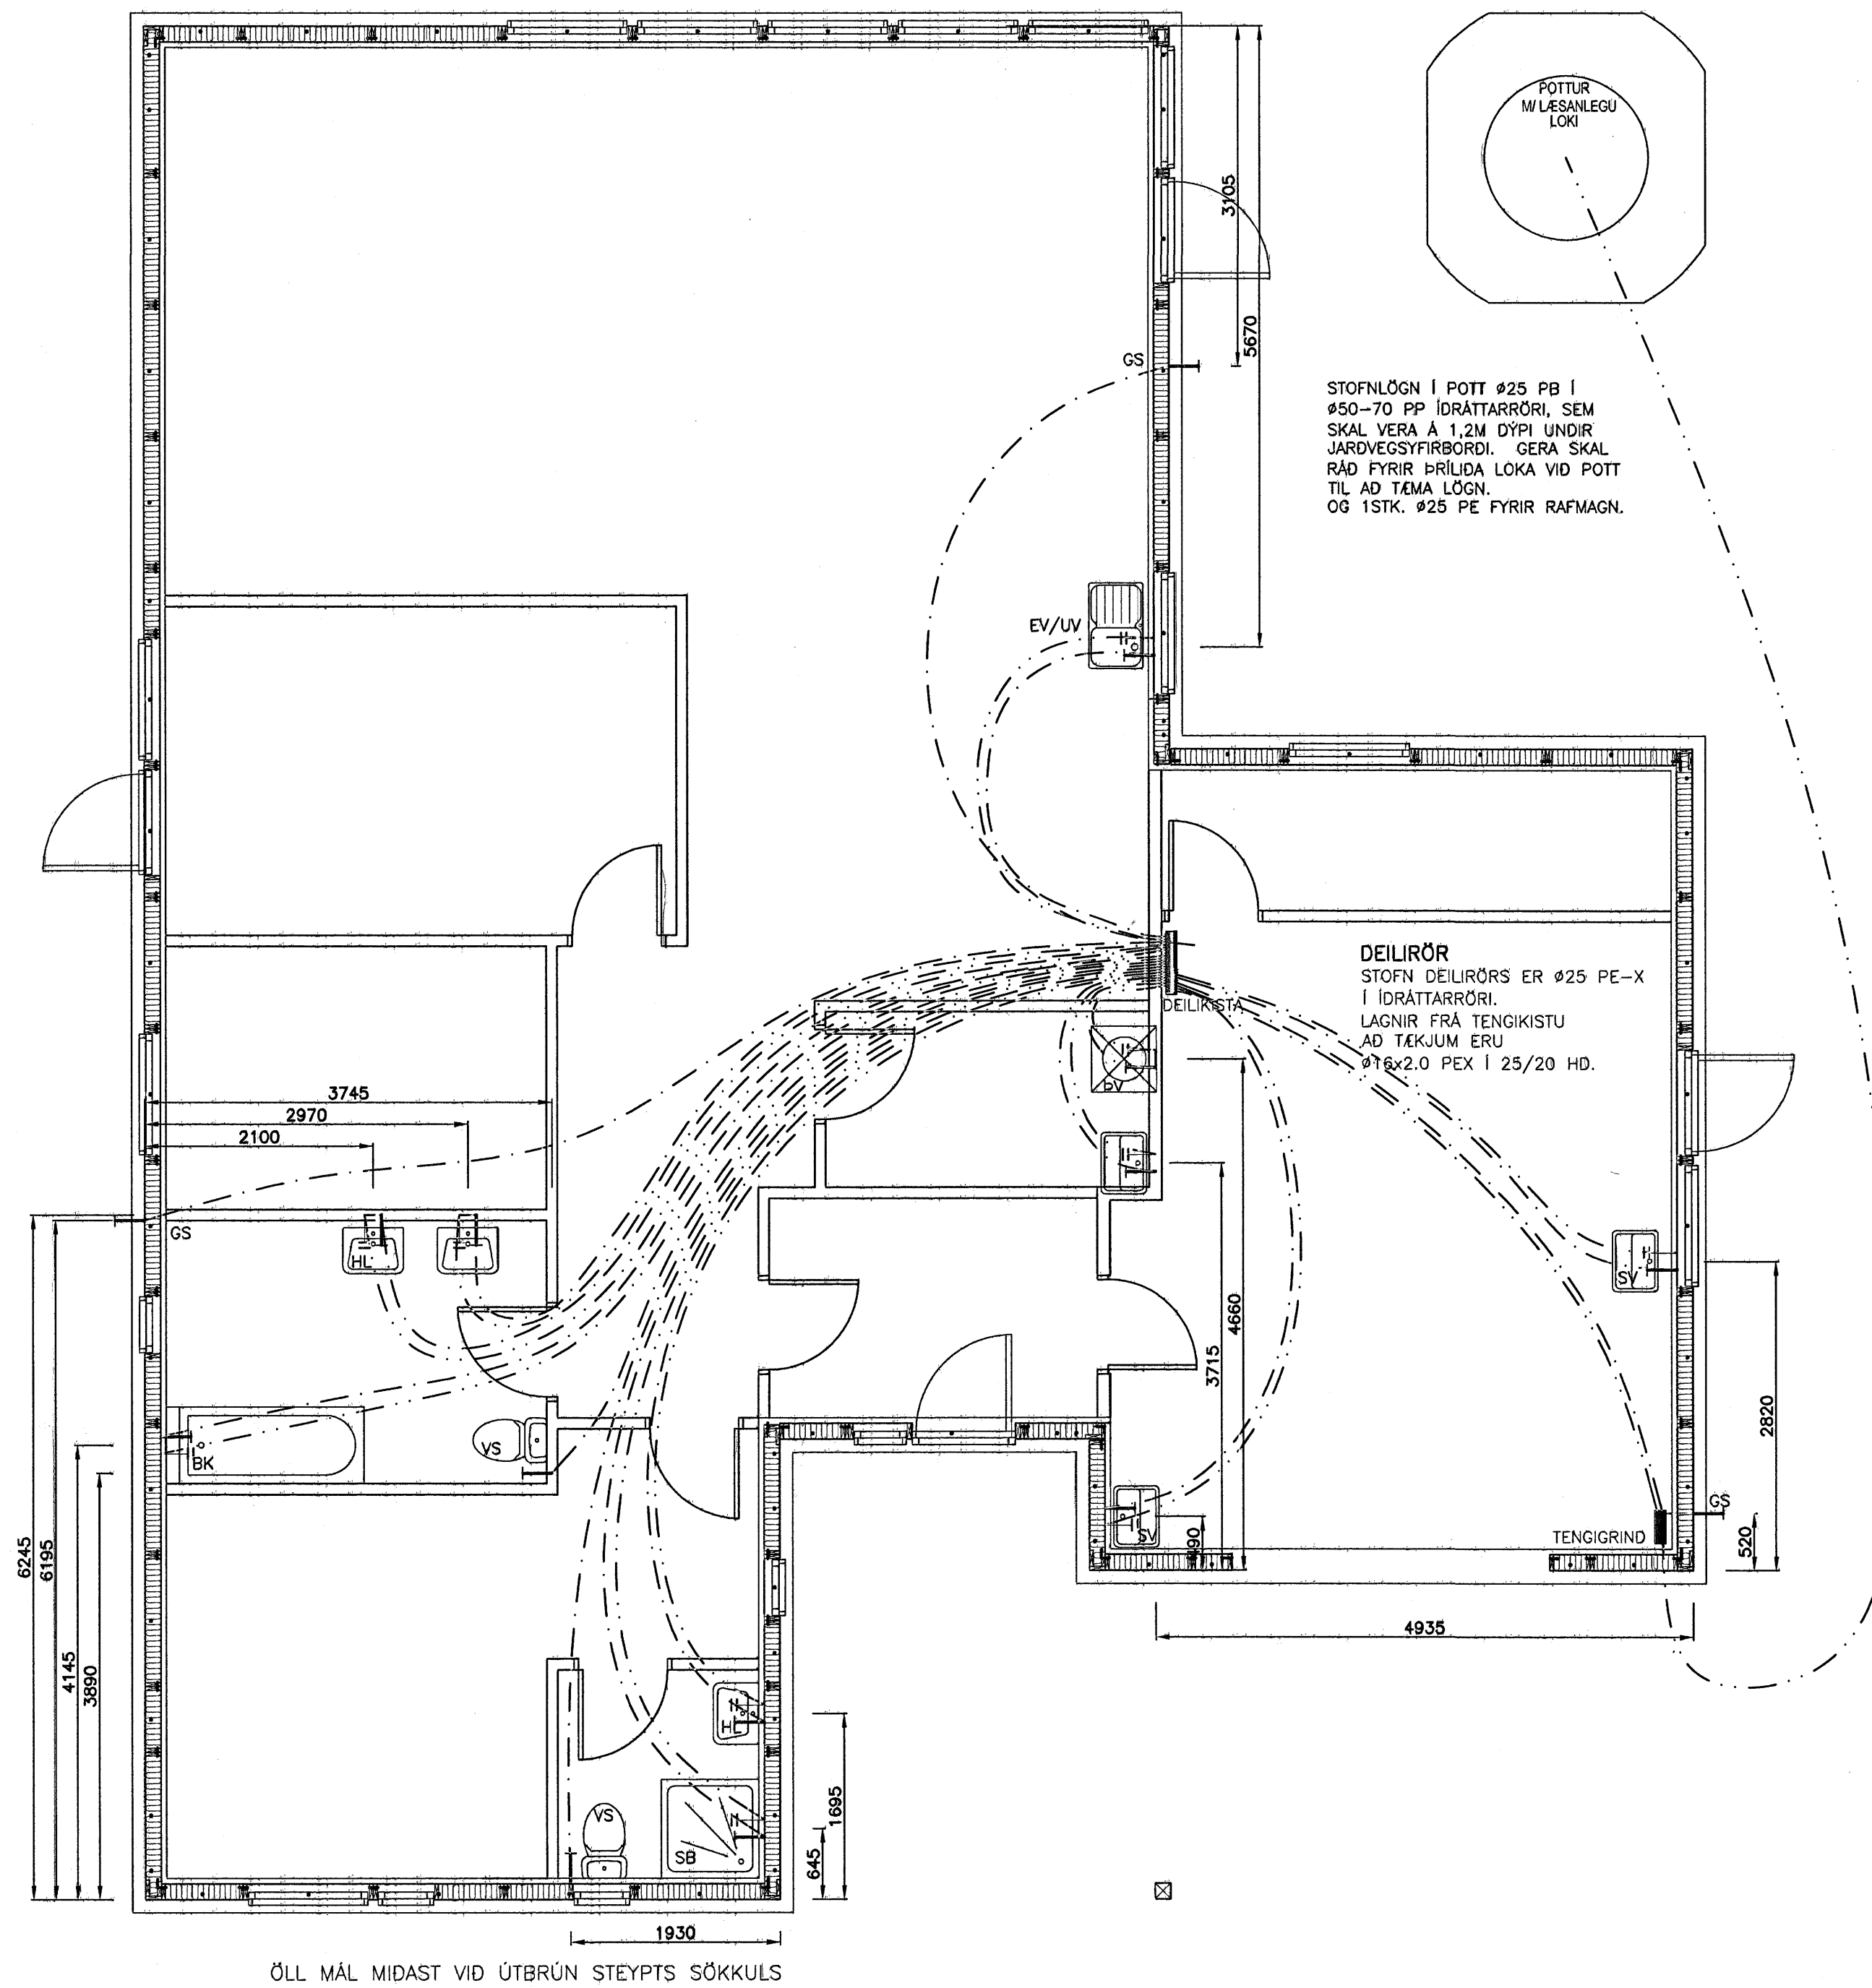 POTTUR
M/ LÆSANLEGU
LOKI
3105
5670
GS
STOFNLÖGN Í POTT ø25 PB Í
ø50-70 PP ÍDRÁTTARRÖRI, SEM
SKAL VERA Á 1,2M DÝPI UNDIR
JARÐVEGSYFIRBORÐI. GERA SKAL
RÁÐ FYRIR ÞRÍLIÐA LOKA VIÐ POTT
TIL AÐ TÆMA LÖGN.
OG 1STK. ø25 PE FYRIR RAFMAGN.
EV/UV
DEILIRÖR
STOFN DEILIRÖRS ER ø25 PE-X
Í ÍDRÁTTARRÖRI.
LAGNIR FRÁ TENGIKISTU
AÐ TÆKJUM ERU
ø16x2.0 PEX Í 25/20 HD.
DEILIKISTA
ÞV
3745
2970
2100
GS
HL
SV
4660
3715
2820
BK
VS
SV
490
GS
TENGIGRIND
520
6245
6195
4145
3890
4935
HL
VS
SB
1695
645
1930
ÖLL MÁL MIÐAST VIÐ ÚTBRÚN STEYPTS SÖKKULS